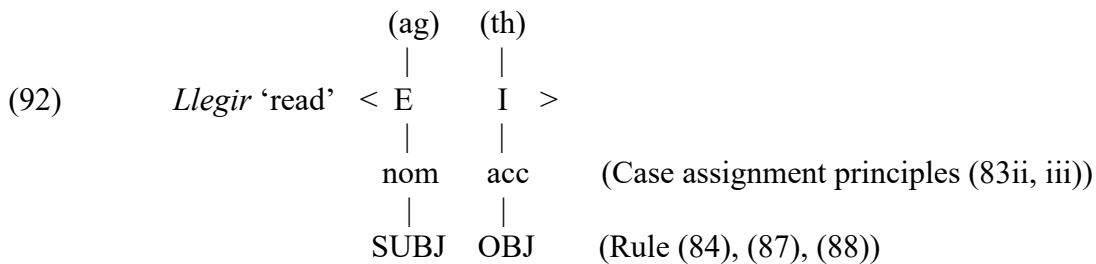 (ag) (th)
| |
(92) Llegir ‘read’ < E I >
| |
nom acc (Case assignment principles (83ii, iii))
| |
SUBJ OBJ (Rule (84), (87), (88))